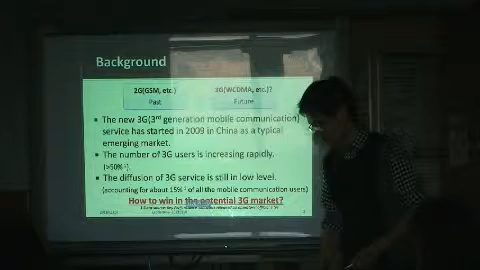 Background
2G(GSM, etc.)
3G(WCDMA, etc.)?
Past
Future
• The new 3G(3rd generation mobile communication)
service has started in 2009 in China as a typical
emerging market.
• The number of 3G users is increasing rapidly.
(>50%
• The diffusion of 3G service is still in low level.
(accounting for about 15% of all the mobile communication users)
How to win in the potential 3G market?